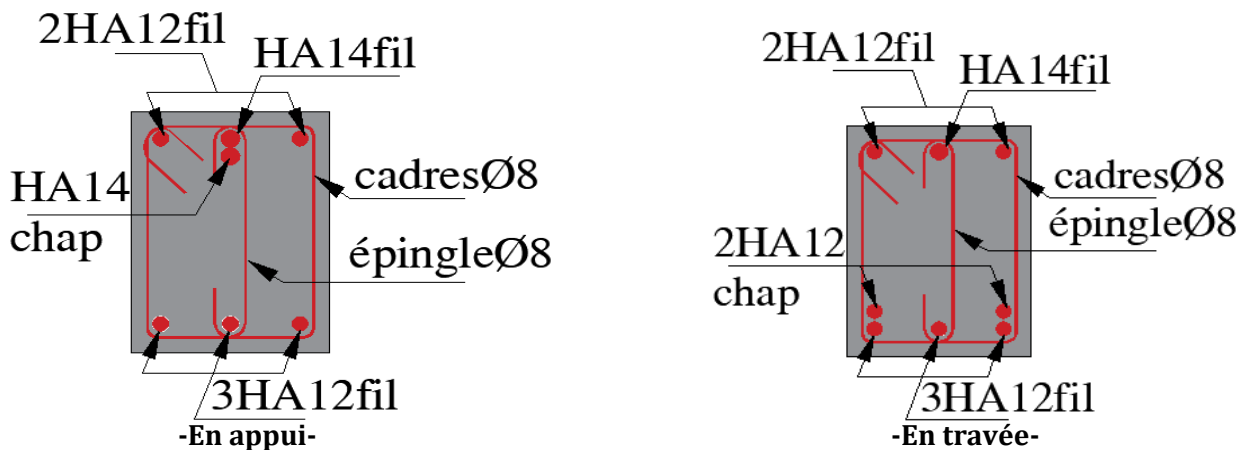 2HA12fil
HA14fil
HA14
chap
cadresØ8
épingleØ8
3HA12fil
-En appui-
2HA12fil
HA14fil
cadresØ8
épingleØ8
2HA12
chap
3HA12fil
-En travée-